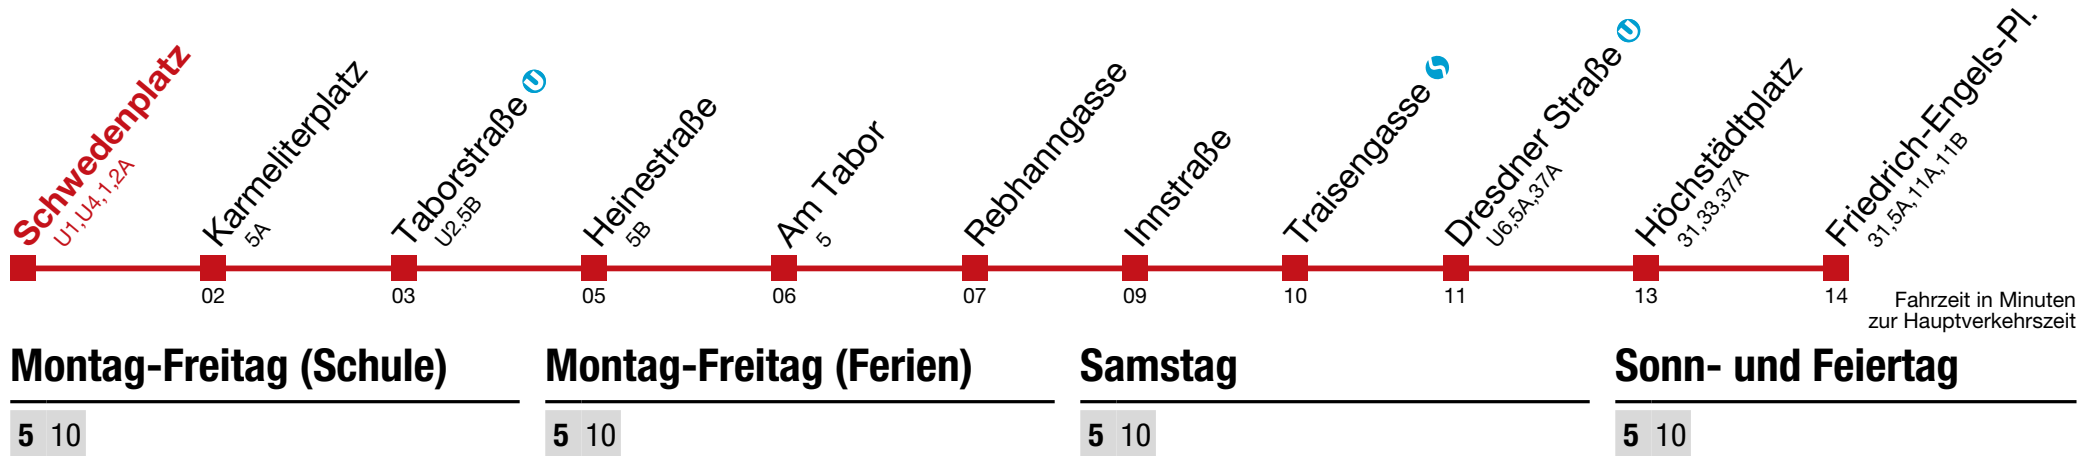 Schwedenplatz
U1,U4,1,2A
Karmeliterplatz
5A
Taborstraße
U2,5B
Heinestraße
5B
Am Tabor
5
Rebhanngasse
Innstraße
Traisengasse
Dresdner Straße
U6,5A,37A
Höchstädtplatz
31,33,37A
Friedrich-Engels-Pl.
31,5A,11A,11B
02 03 05 06 07 09 10 11 13 14
Fahrzeit in Minuten
zur Hauptverkehrszeit
Montag-Freitag (Schule)
5 10
Montag-Freitag (Ferien)
5 10
Samstag
5 10
Sonn- und Feiertag
5 10